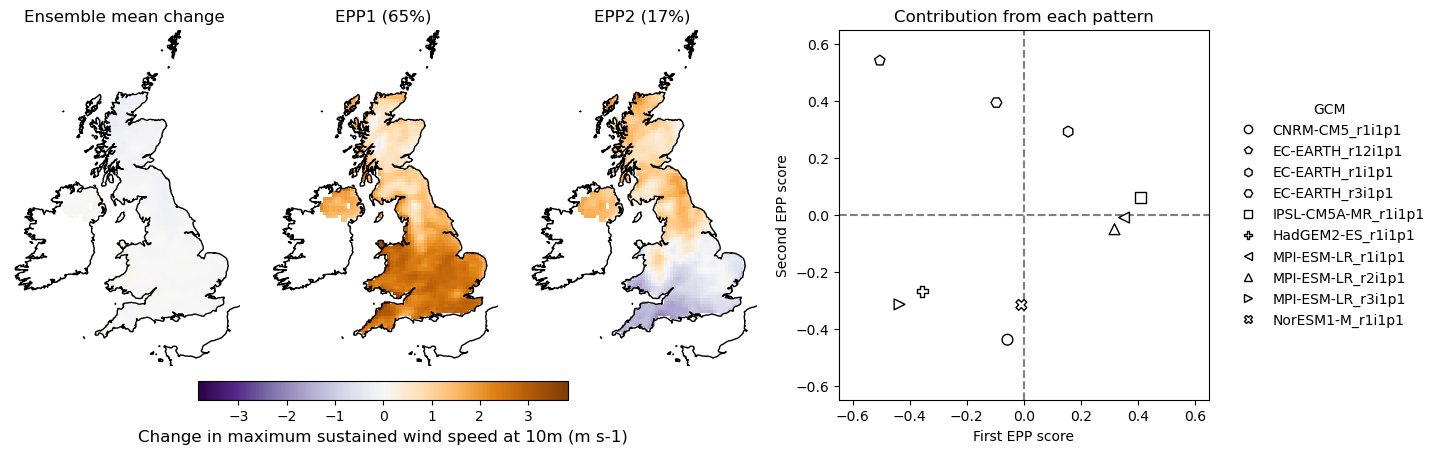 Ensemble mean change
EPP1 (65%)
EPP2 (17%)
−3 −2 −1 0 1 2 3
Change in maximum sustained wind speed at 10m (m s-1)
Contribution from each pattern
Second EPP score
0.6
0.4
0.2
0.0
−0.2
−0.4
−0.6
−0.6 −0.4 −0.2 0.0 0.2 0.4 0.6
First EPP score
GCM
CNRM-CM5_r1i1p1
EC-EARTH_r12i1p1
EC-EARTH_r1i1p1
EC-EARTH_r3i1p1
IPSL-CM5A-MR_r1i1p1
HadGEM2-ES_r1i1p1
MPI-ESM-LR_r1i1p1
MPI-ESM-LR_r2i1p1
MPI-ESM-LR_r3i1p1
NorESM1-M_r1i1p1